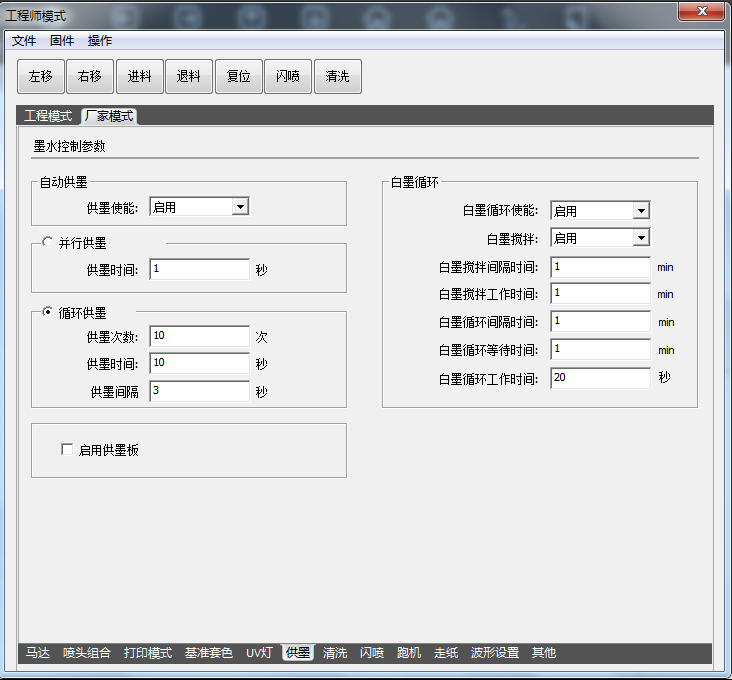 工程师模式
文件 固件 操作
左移 右移 进料 退料 复位 闪喷 清洗
工程模式 厂家模式
墨水控制参数
自动供墨
供墨使能: 启用
并行供墨
供墨时间: 1 秒
循环供墨
供墨次数: 10 次
供墨时间: 10 秒
供墨间隔 3 秒
启用供墨板
白墨循环
白墨循环使能: 启用
白墨搅拌: 启用
白墨搅拌间隔时间: 1 min
白墨搅拌工作时间: 1 min
白墨循环间隔时间: 1 min
白墨循环等待时间: 1 min
白墨循环工作时间: 20 秒
马达 喷头组合 打印模式 基准套色 UV灯 供墨 清洗 闪喷 跑机 走纸 波形设置 其他